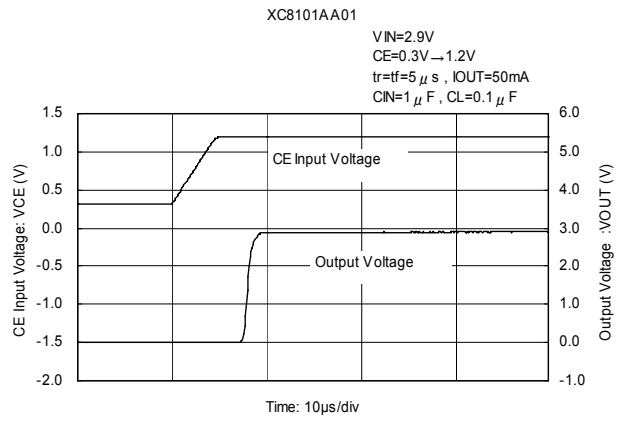 XC8101AA01
VIN=2.9V
CE=0.3V→1.2V
tr=tf=5μs , IOUT=50mA
CIN=1μF , CL=0.1μF
1.5
1.0
0.5
0.0
-0.5
-1.0
-1.5
-2.0
CE Input Voltage: VCE (V)
CE Input Voltage
Output Voltage
6.0
5.0
4.0
3.0
2.0
1.0
0.0
-1.0
Output Voltage :VOUT (V)
Time: 10μs/div